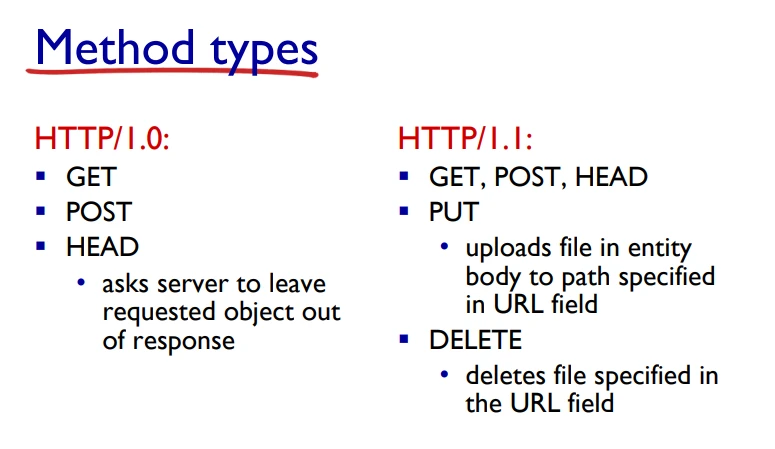 Method types
HTTP/1.0:
▪ GET
▪ POST
▪ HEAD
• asks server to leave
requested object out
of response
HTTP/1.1:
▪ GET, POST, HEAD
▪ PUT
• uploads file in entity
body to path specified
in URL field
▪ DELETE
• deletes file specified in
the URL field